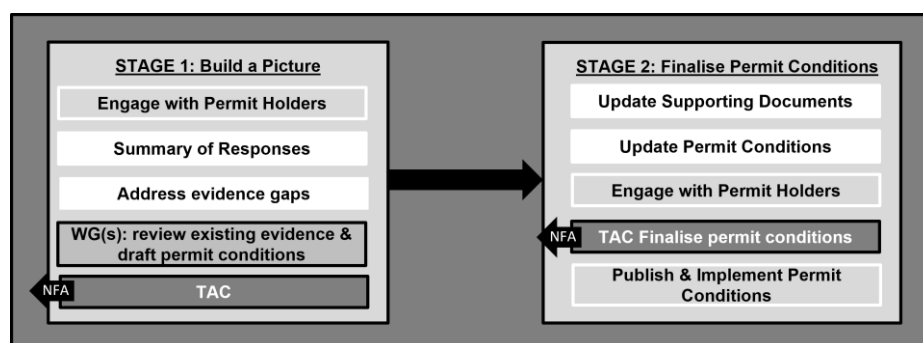 STAGE 1: Build a Picture
Engage with Permit Holders
Summary of Responses
Address evidence gaps
WG(s): review existing evidence &
draft permit conditions
NFA
TAC
STAGE 2: Finalise Permit Conditions
Update Supporting Documents
Update Permit Conditions
Engage with Permit Holders
NFA
TAC Finalise permit conditions
Publish & Implement Permit
Conditions